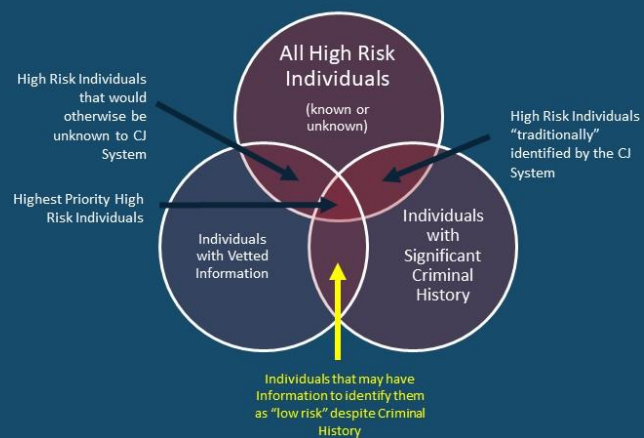 All High Risk
Individuals
(known or
unknown)
High Risk Individuals
that would
otherwise be
unknown to CJ
System
High Risk Individuals
“traditionally”
identified by the CJ
System
Highest Priority High
Risk Individuals
Individuals
with Vetted
Information
Individuals
with
Significant
Criminal
History
Individuals that may have
Information to identify them
as “low risk” despite Criminal
History